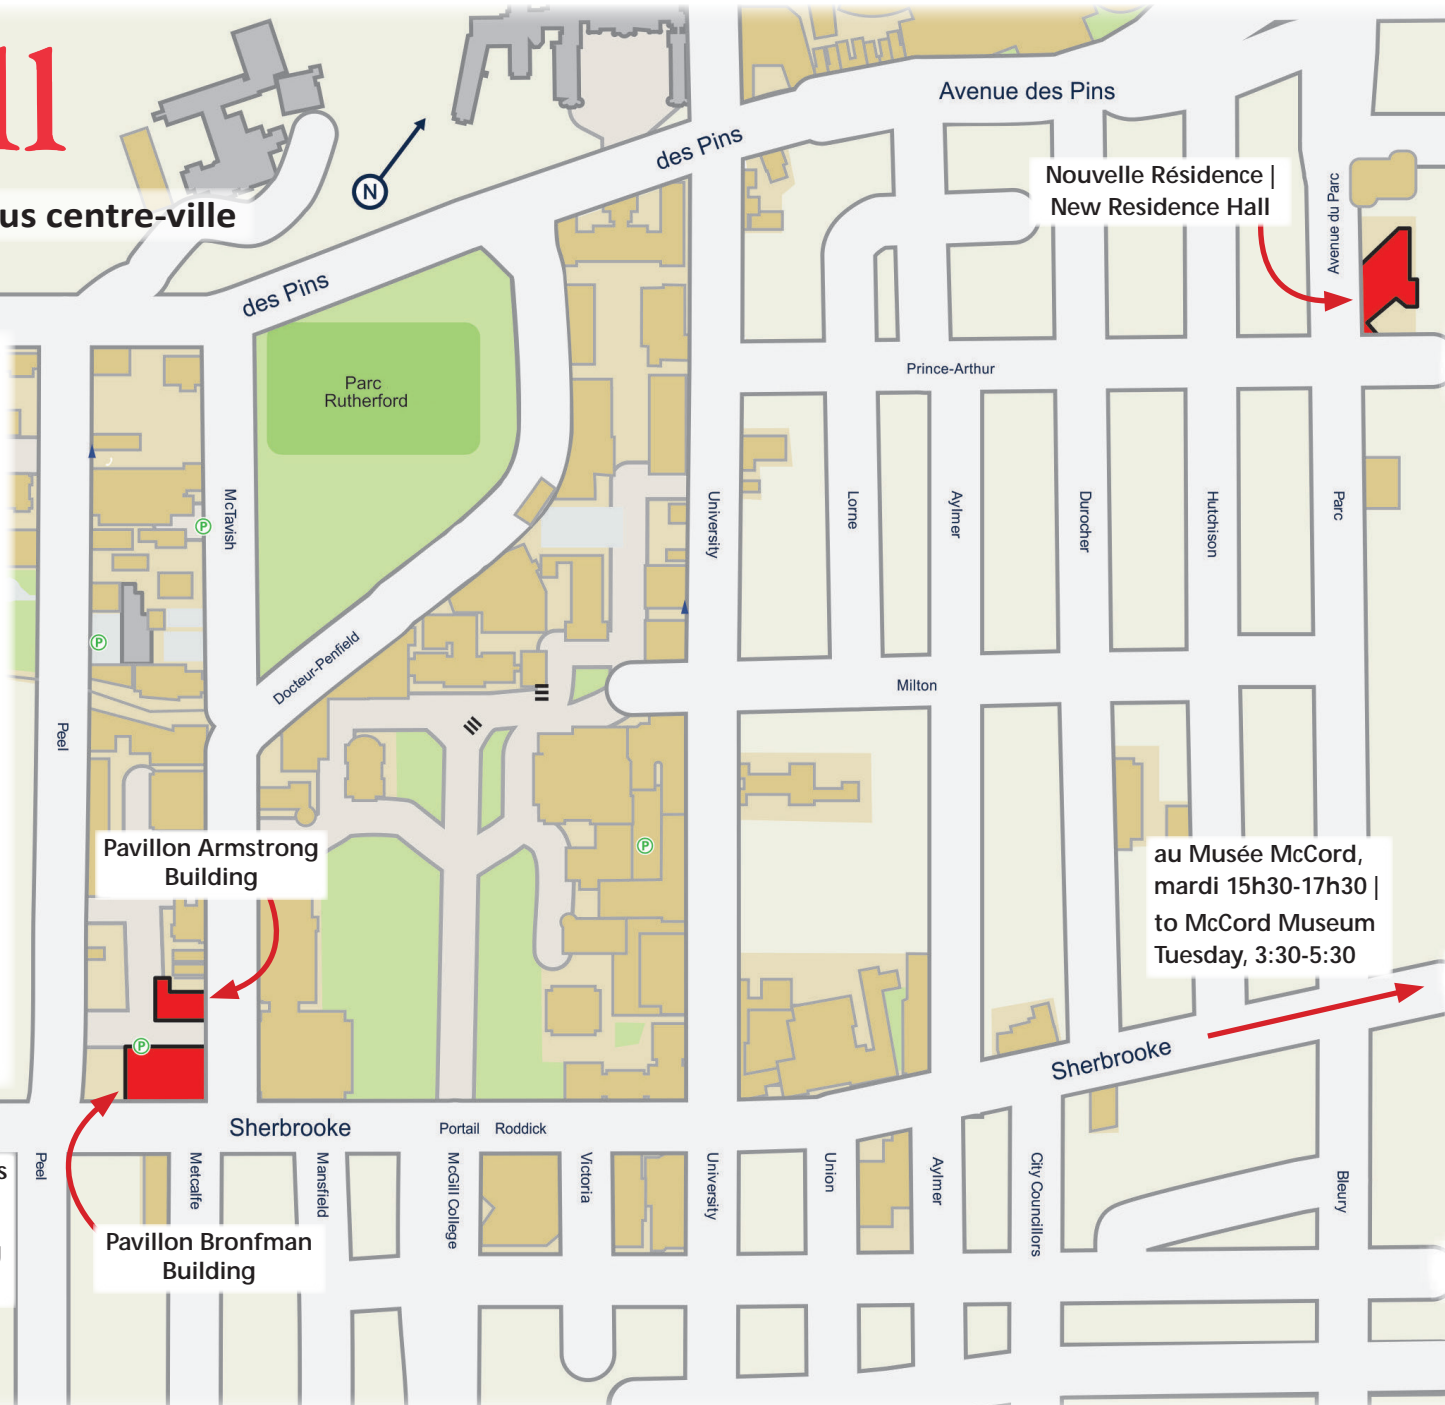 ll
us centre-ville
N
des Pins
des Pins
Avenue des Pins
Nouvelle Résidence |
New Residence Hall
Avenue du Parc
Parc
Rutherford
Prince-Arthur
McTavish
University
Lorne
Aylmer
Durocher
Hutchison
Parc
P
P
Docteur-Penfield
Milton
Peel
Pavillon Armstrong
Building
P
au Musée McCord,
mardi 15h30-17h30 |
to McCord Museum
Tuesday, 3:30-5:30
P
Sherbrooke
Sherbrooke
Portail Roddick
s
Peel
Metcalfe
Mansfield
McGill College
Victoria
University
Union
Aylmer
City Councillors
Bleury
Pavillon Bronfman
Building